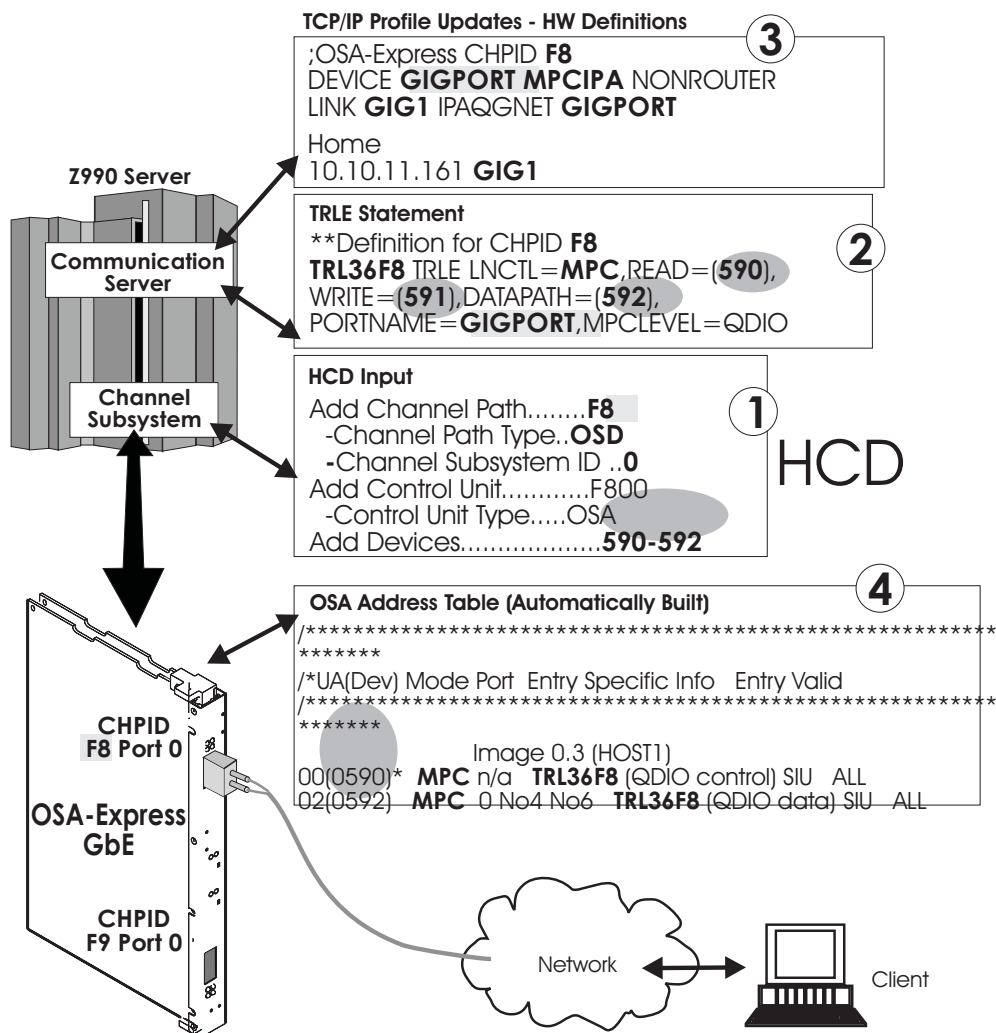 TCP/IP Profile Updates - HW Definitions
3
;OSA-Express CHPID F8
DEVICE GIGPORT MPCIPA NONROUTER
LINK GIG1 IPAQGNET GIGPORT
Home
10.10.11.161 GIG1
Z990 Server
Communication
Server
Channel
Subsystem
TRLE Statement
2
**Definition for CHPID F8
TRL36F8 TRLE LNCTL=MPC,READ=(590),
WRITE=(591),DATAPATH=(592),
PORTNAME=GIGPORT,MPCLEVEL=QDIO
HCD Input
1
Add Channel Path........F8
-Channel Path Type..OSD
-Channel Subsystem ID ..0
Add Control Unit............F800
-Control Unit Type.....OSA
Add Devices...................590-592
HCD
OSA Address Table (Automatically Built)
4
/*********************************************************
*******
/*UA(Dev) Mode Port Entry Specific Info Entry Valid
/*********************************************************
*******
Image 0.3 (HOST1)
00(0590)* MPC n/a TRL36F8 (QDIO control) SIU ALL
02(0592) MPC 0 No4 No6 TRL36F8 (QDIO data) SIU ALL
CHPID
F8 Port 0
OSA-Express
GbE
CHPID
F9 Port 0
Network
Client